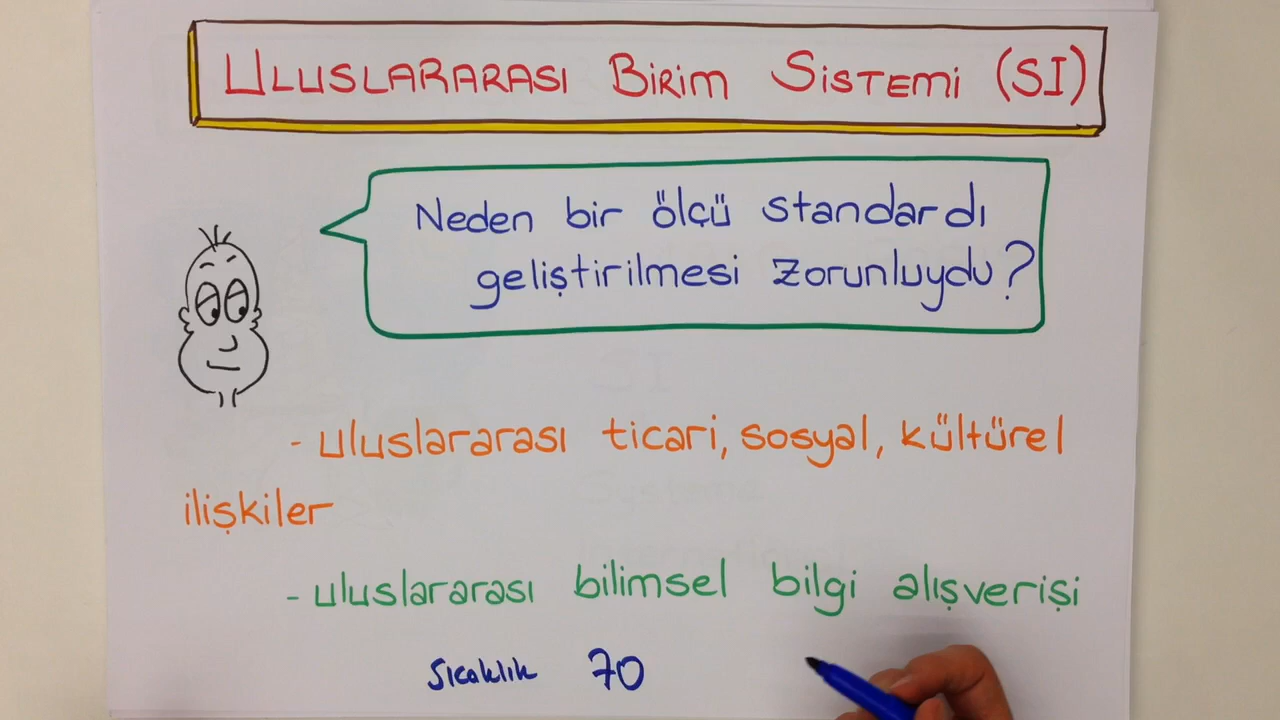 ULUSLARARASI BİRİM SİSTEMİ (SI)
Neden bir ölçü standardı
geliştirilmesi zorunluydu?
- uluslararası ticari, sosyal, kültürel
ilişkiler
- uluslararası bilimsel bilgi alışverişi
Sıcaklık 70